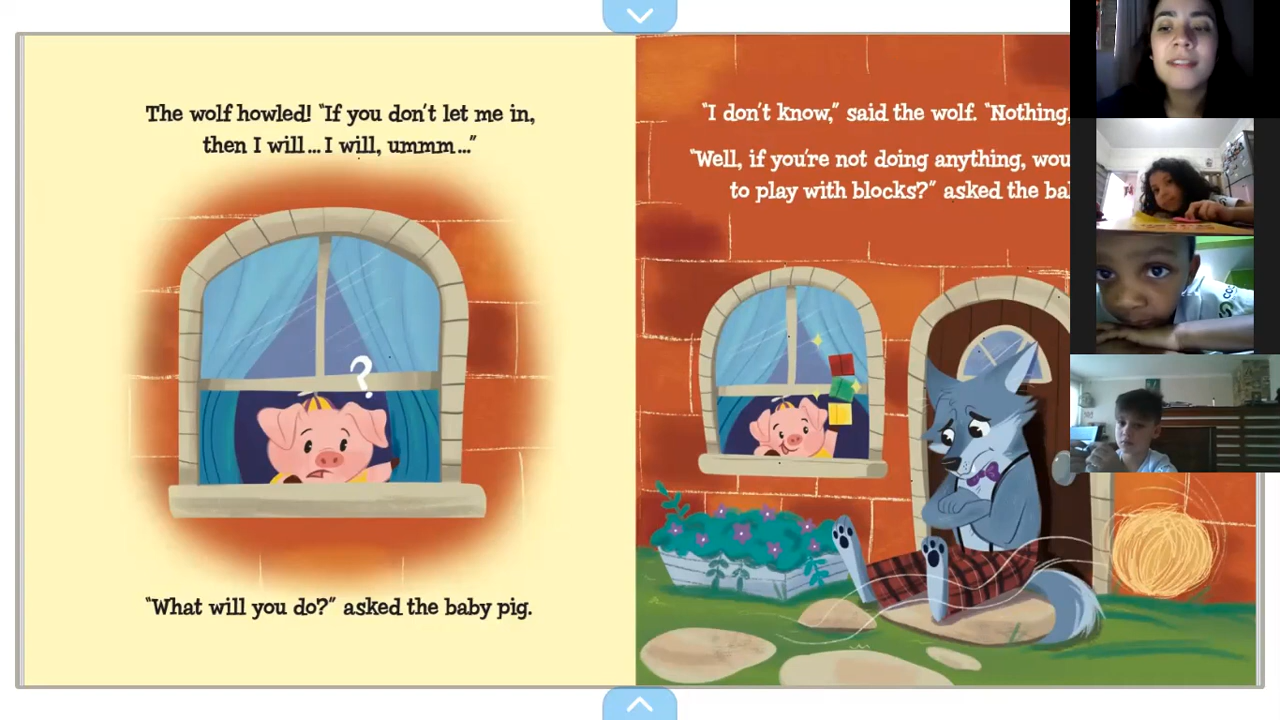 The wolf howled! "If you don't let me in,
then I will... I will, ummm..."
?
"What will you do?" asked the baby pig.
"I don't know," said the wolf. "Nothing,
"Well, if you're not doing anything,
to play with blocks?" asked the